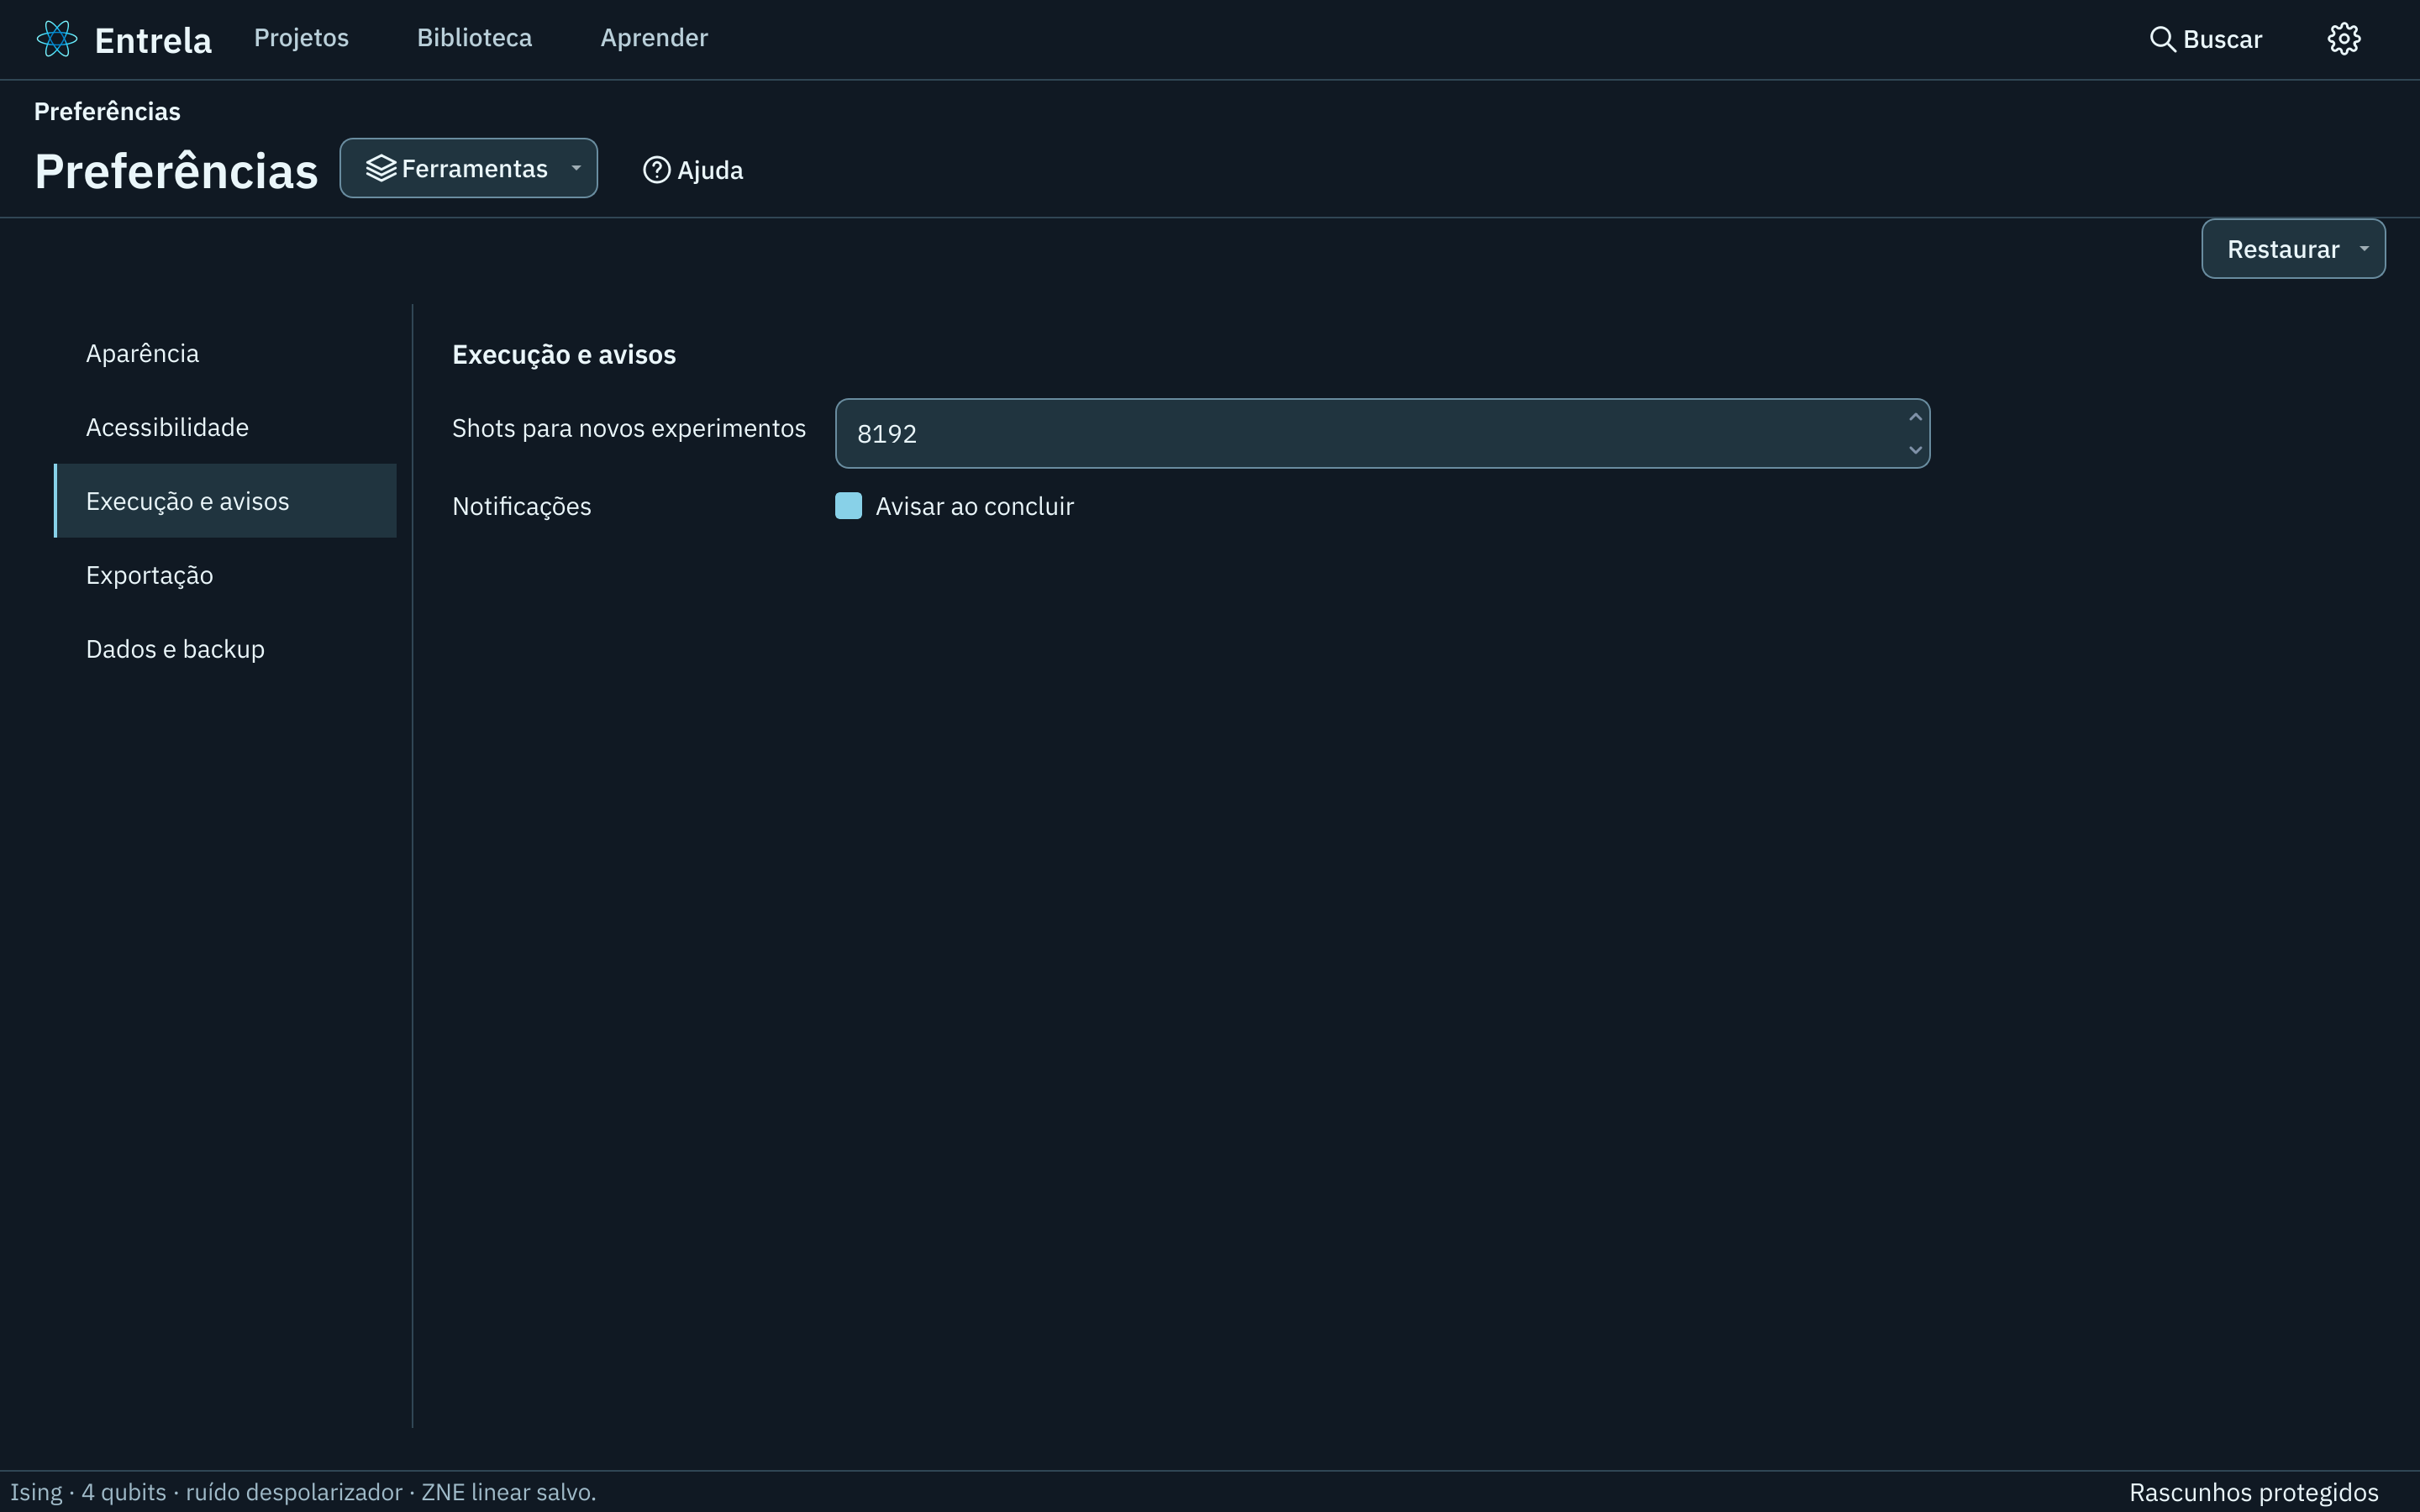 Entrela
Projetos
Biblioteca
Aprender
Buscar
Preferências
Preferências
Ferramentas
Ajuda
Restaurar
Aparência
Acessibilidade
Execução e avisos
Exportação
Dados e backup
Execução e avisos
Shots para novos experimentos
8192
Notificações
Avisar ao concluir
Ising · 4 qubits · ruído despolarizador · ZNE linear salvo.
Rascunhos protegidos